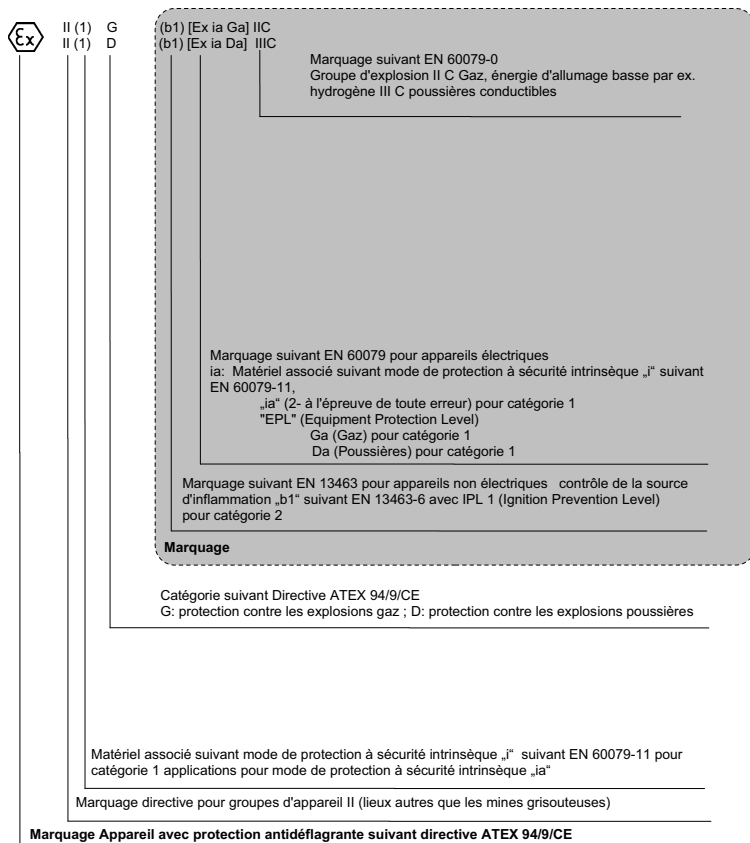 Ex II (1) G (b1) [Ex ia Ga] IIC
II (1) D (b1) [Ex ia Da] IIIC
Marquage suivant EN 60079-0
Groupe d'explosion II C Gaz, énergie d'allumage basse par ex.
hydrogène III C poussières conductibles
Marquage suivant EN 60079 pour appareils électriques
ia: Matériel associé suivant mode de protection à sécurité intrinsèque „i“ suivant
EN 60079-11,
„ia“ (2- à l'épreuve de toute erreur) pour catégorie 1
"EPL" (Equipment Protection Level)
Ga (Gaz) pour catégorie 1
Da (Poussières) pour catégorie 1
Marquage suivant EN 13463 pour appareils non électriques contrôle de la source
d'inflammation „b1“ suivant EN 13463-6 avec IPL 1 (Ignition Prevention Level)
pour catégorie 2
Marquage
Catégorie suivant Directive ATEX 94/9/CE
G: protection contre les explosions gaz ; D: protection contre les explosions poussières
Matériel associé suivant mode de protection à sécurité intrinsèque „i“ suivant EN 60079-11 pour
catégorie 1 applications pour mode de protection à sécurité intrinsèque „ia“
Marquage directive pour groupes d'appareil II (lieux autres que les mines grisouteuses)
Marquage Appareil avec protection antidéflagrante suivant directive ATEX 94/9/CE